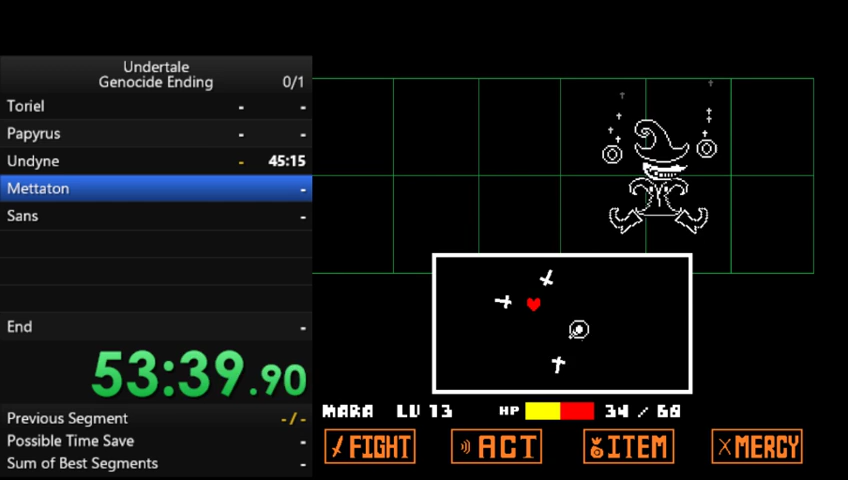 Undertale
Genocide Ending 0/1
Toriel - -
Papyrus - -
Undyne - 45:15
Mettaton -
Sans -
End -
53:39.90
Previous Segment -/-
Possible Time Save -
Sum of Best Segments -
MARA LV 13 HP 34 / 68
FIGHT ACT ITEM MERCY